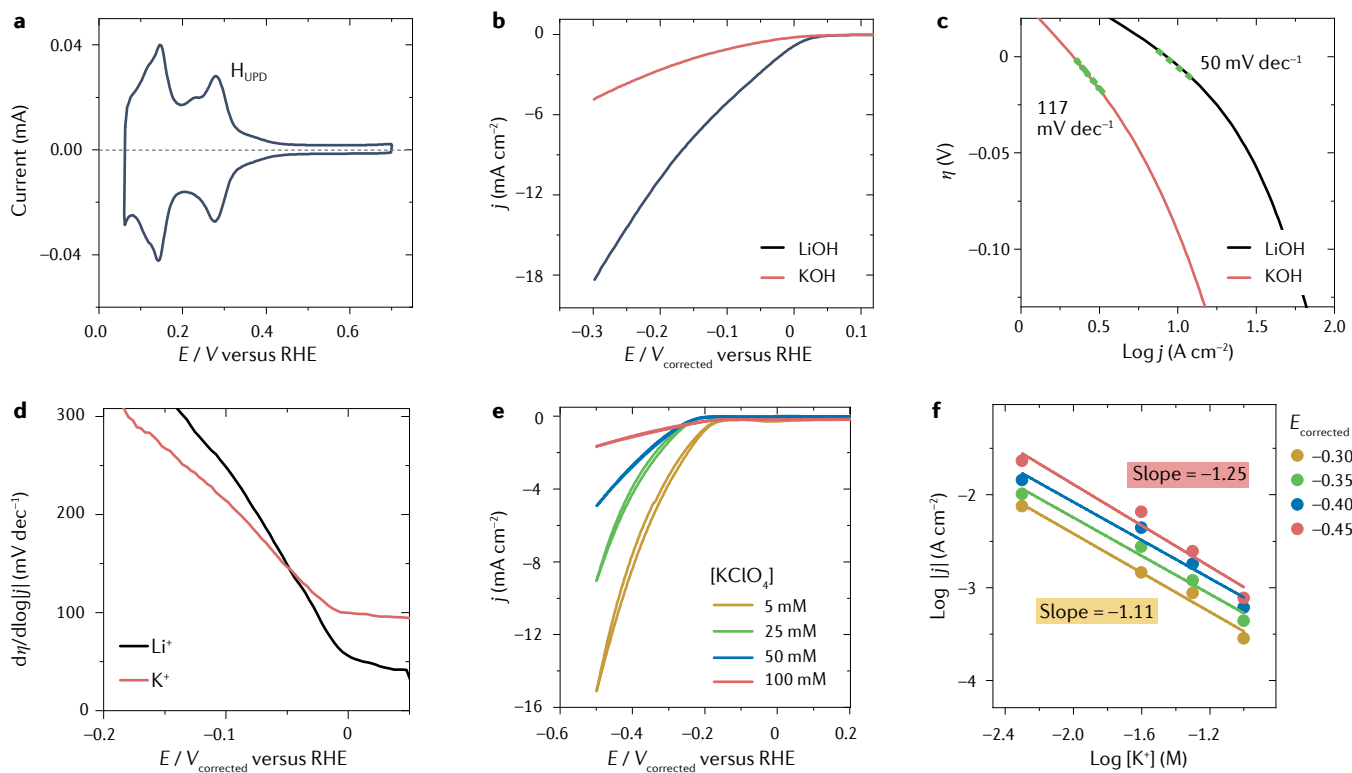 a
0.04
0.00
−0.04
Current (mA)
H_UPD
0.0
0.2
0.4
0.6
E / V versus RHE
b
0
−6
−12
−18
j (mA cm⁻²)
LiOH
KOH
−0.3
−0.2
−0.1
0
0.1
E / V_corrected versus RHE
c
0
−0.05
−0.10
η (V)
50 mV dec⁻¹
117
mV dec⁻¹
LiOH
KOH
0
0.5
1.0
1.5
2.0
Log j (A cm⁻²)
d
300
200
100
0
dη/dlog|j| (mV dec⁻¹)
Li⁺
K⁺
−0.2
−0.1
0
E / V_corrected versus RHE
e
0
−4
−8
−12
−16
j (mA cm⁻²)
[KClO₄]
5 mM
25 mM
50 mM
100 mM
−0.6
−0.4
−0.2
0
0.2
E / V_corrected versus RHE
f
−2
−3
−4
Log |j| (A cm⁻²)
Slope = −1.25
Slope = −1.11
−2.4
−2.0
−1.6
−1.2
Log [K⁺] (M)
E_corrected
−0.30
−0.35
−0.40
−0.45